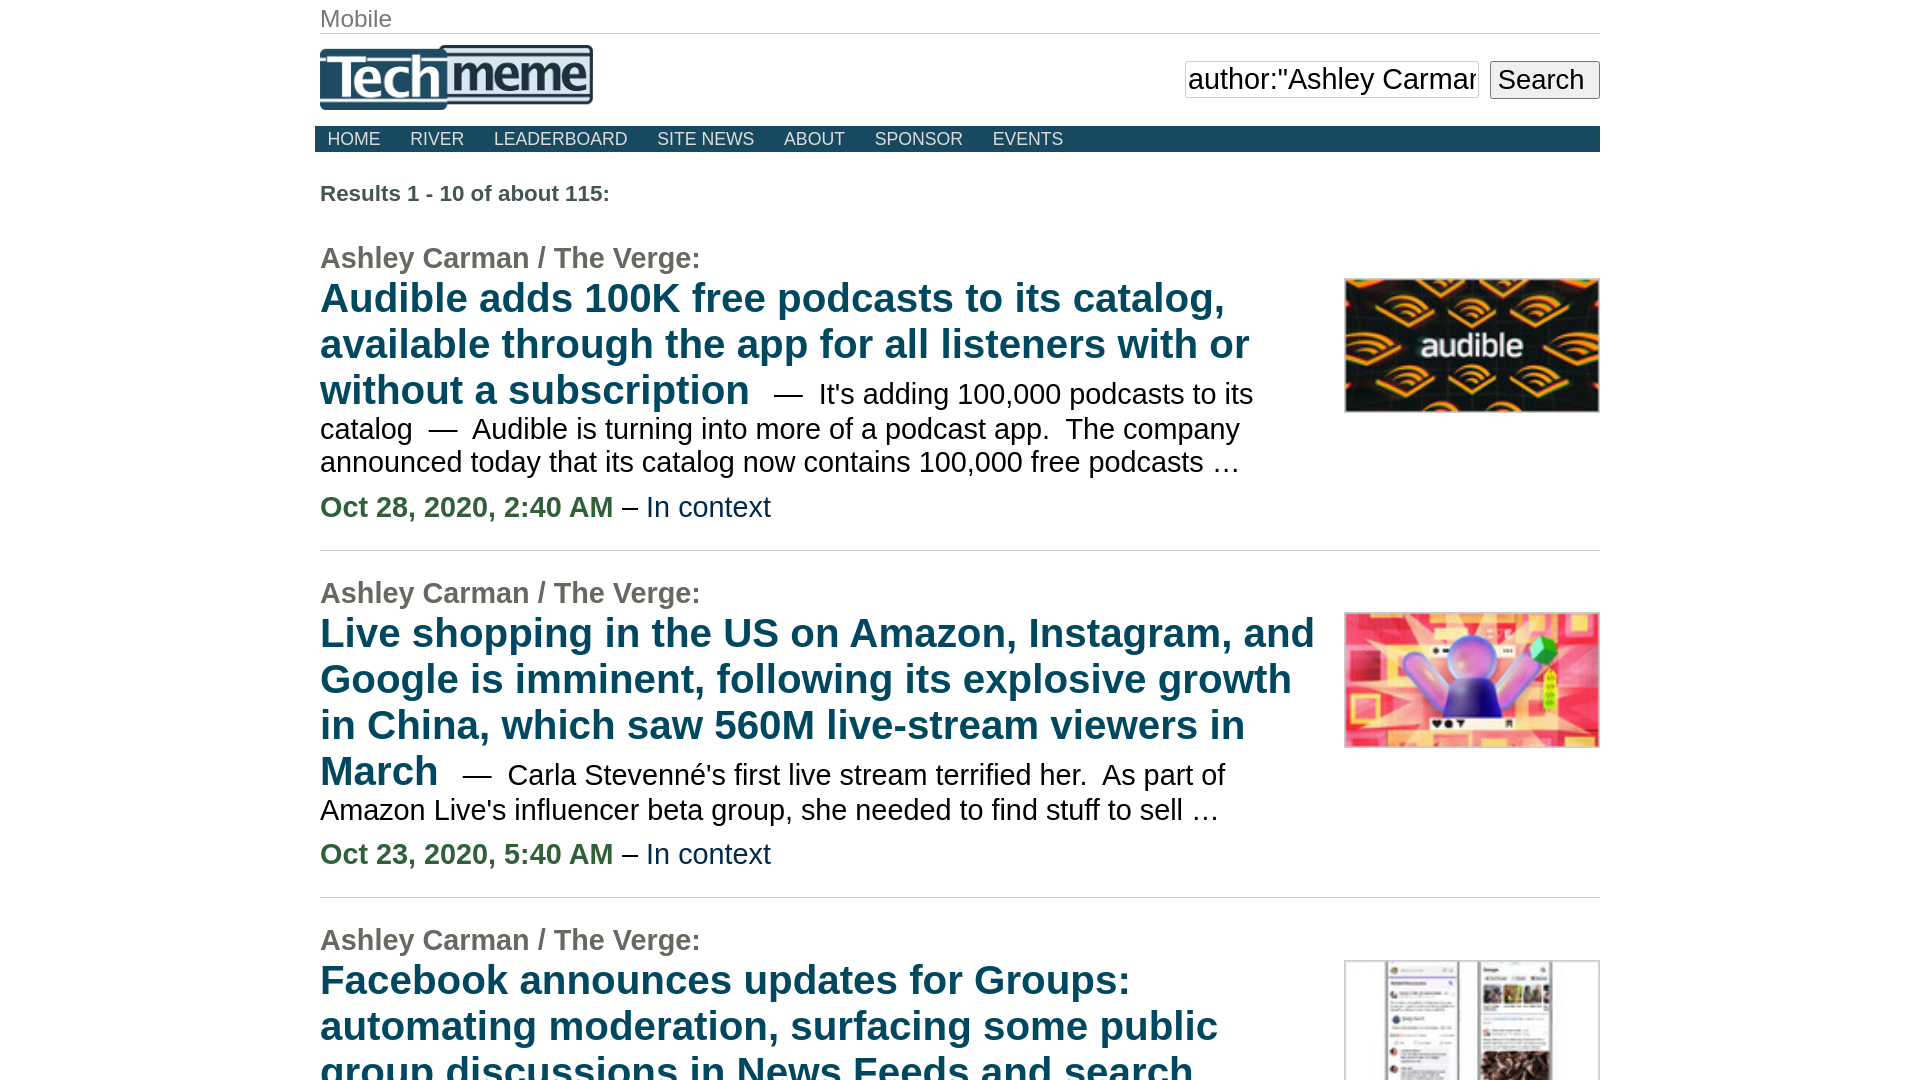 Mobile
Techmeme
author:"Ashley Carman
Search
HOME RIVER LEADERBOARD SITE NEWS ABOUT SPONSOR EVENTS
Results 1 - 10 of about 115:
Ashley Carman / The Verge:
Audible adds 100K free podcasts to its catalog,
available through the app for all listeners with or
without a subscription — It's adding 100,000 podcasts to its
catalog — Audible is turning into more of a podcast app. The company
announced today that its catalog now contains 100,000 free podcasts …
audible
Oct 28, 2020, 2:40 AM – In context
Ashley Carman / The Verge:
Live shopping in the US on Amazon, Instagram, and
Google is imminent, following its explosive growth
in China, which saw 560M live-stream viewers in
March — Carla Stevenné's first live stream terrified her. As part of
Amazon Live's influencer beta group, she needed to find stuff to sell …
Oct 23, 2020, 5:40 AM – In context
Ashley Carman / The Verge:
Facebook announces updates for Groups:
automating moderation, surfacing some public
group discussions in News Feeds and search